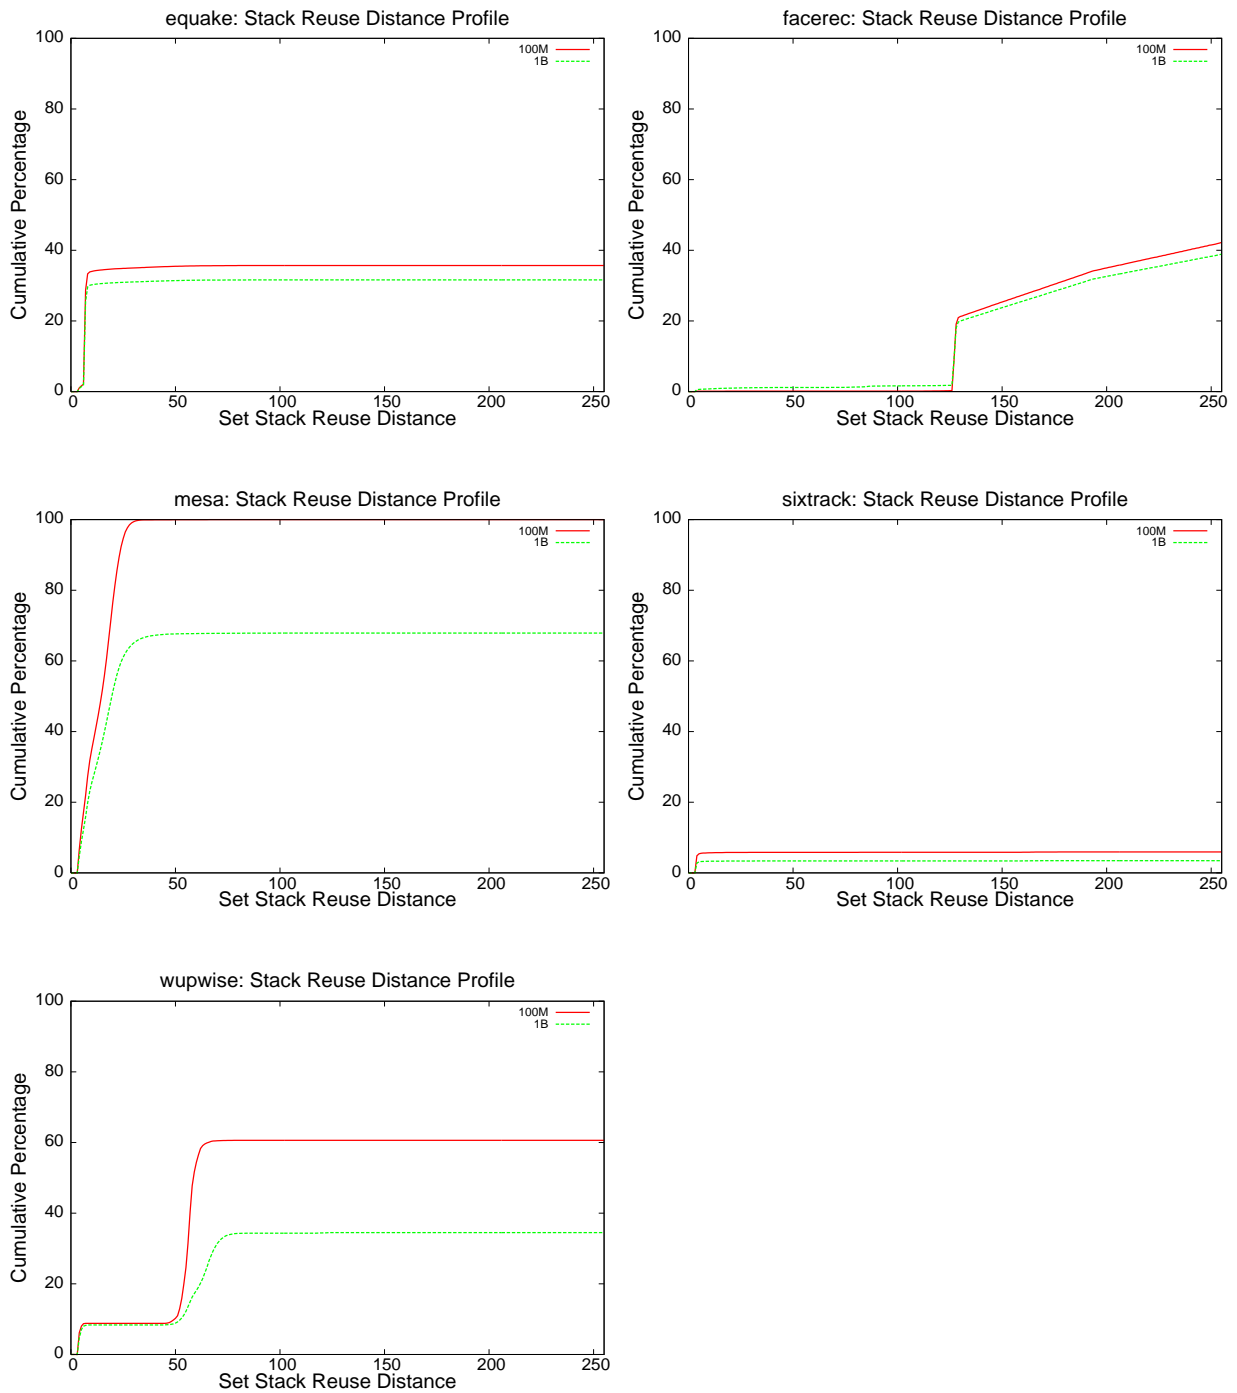 equake: Stack Reuse Distance Profile
100
80
60
40
20
0
Cumulative Percentage
100M
1B
0 50 100 150 200 250
Set Stack Reuse Distance
facerec: Stack Reuse Distance Profile
100
80
60
40
20
0
Cumulative Percentage
100M
1B
0 50 100 150 200 250
Set Stack Reuse Distance
mesa: Stack Reuse Distance Profile
100
80
60
40
20
0
Cumulative Percentage
100M
1B
0 50 100 150 200 250
Set Stack Reuse Distance
sixtrack: Stack Reuse Distance Profile
100
80
60
40
20
0
Cumulative Percentage
100M
1B
0 50 100 150 200 250
Set Stack Reuse Distance
wupwise: Stack Reuse Distance Profile
100
80
60
40
20
0
Cumulative Percentage
100M
1B
0 50 100 150 200 250
Set Stack Reuse Distance